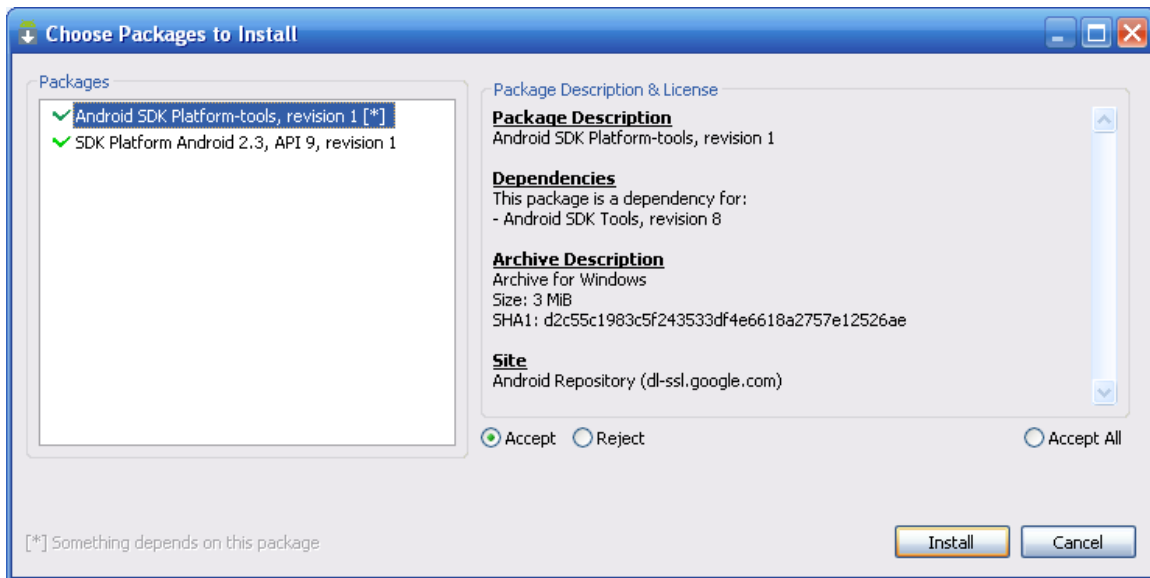 Choose Packages to Install
Packages
Android SDK Platform-tools, revision 1 [*]
SDK Platform Android 2.3, API 9, revision 1
Package Description & License
Package Description
Android SDK Platform-tools, revision 1
Dependencies
This package is a dependency for:
- Android SDK Tools, revision 8
Archive Description
Archive for Windows
Size: 3 MiB
SHA1: d2c55c1983c5f243533df4e6618a2757e12526ae
Site
Android Repository (dl-ssl.google.com)
Accept Reject Accept All
[*] Something depends on this package
Install Cancel